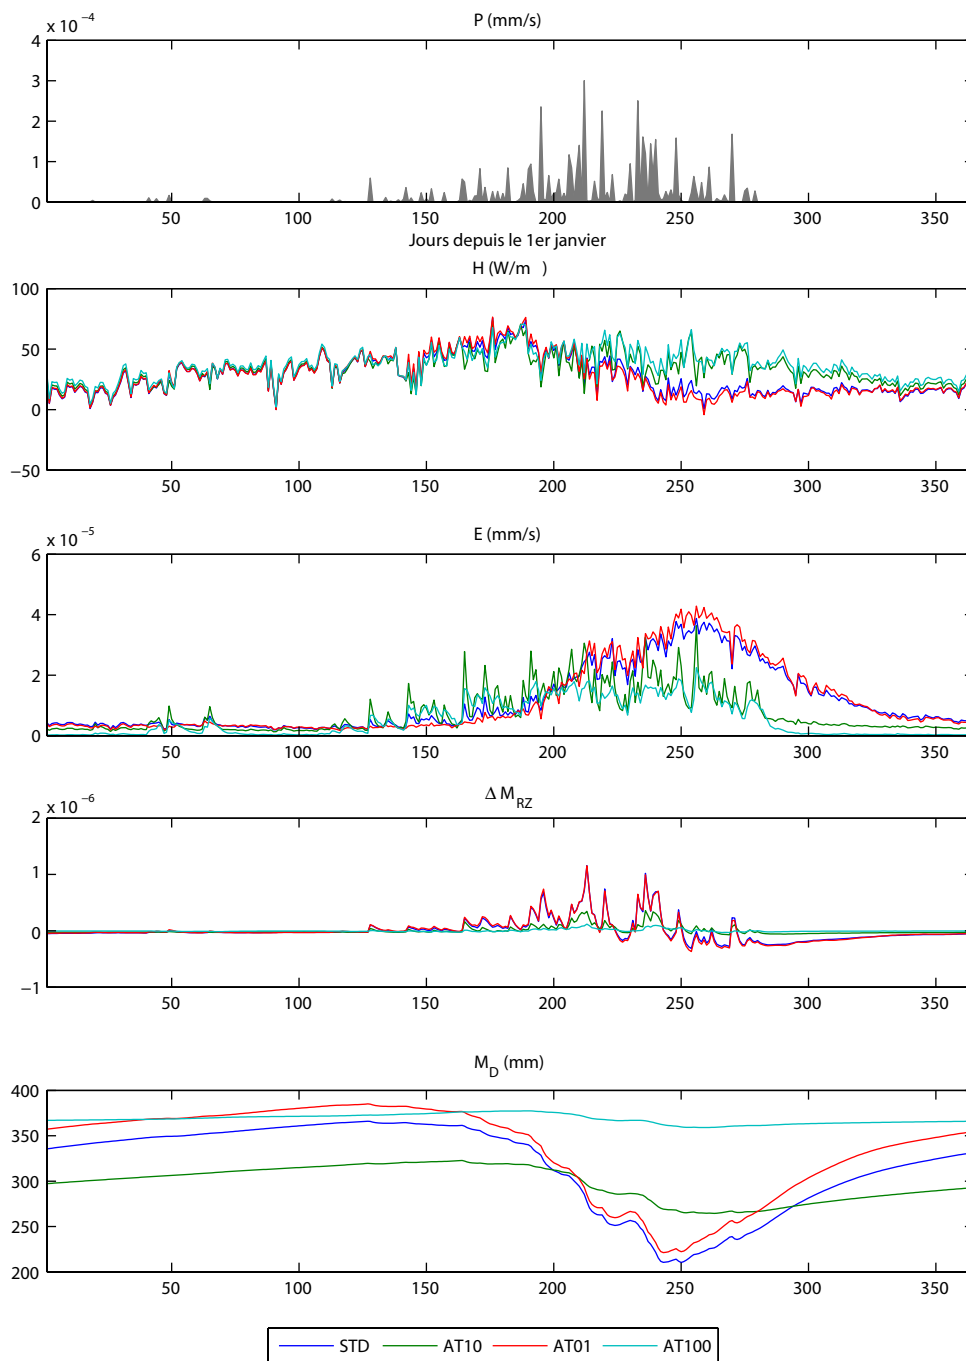 P (mm/s)
x 10 −4
4
3
2
1
0
50 100 150 200 250 300 350
Jours depuis le 1er janvier
H (W/m )
100
50
0
−50
50 100 150 200 250 300 350
E (mm/s)
x 10 −5
6
4
2
0
50 100 150 200 250 300 350
Δ M RZ
x 10 −6
2
1
0
−1
50 100 150 200 250 300 350
M D (mm)
400
350
300
250
200
50 100 150 200 250 300 350
STD AT10 AT01 AT100